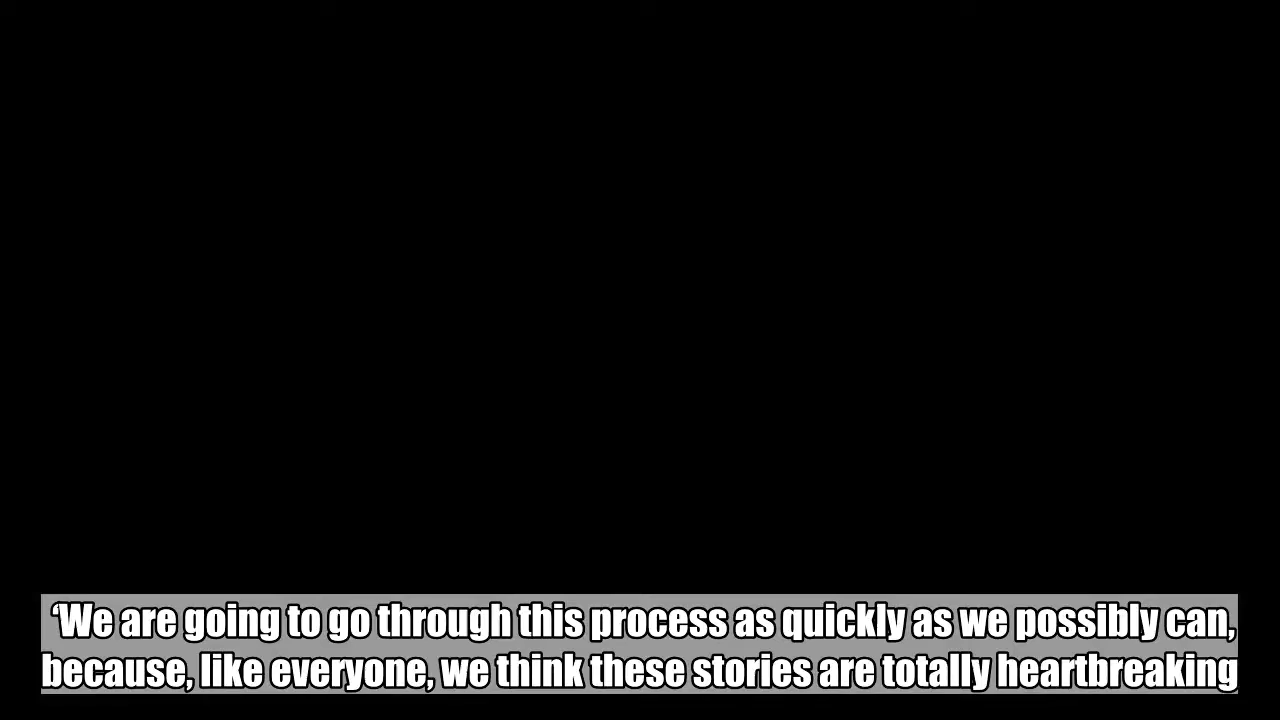 ‘We are going to go through this process as quickly as we possibly can,
because, like everyone, we think these stories are totally heartbreaking